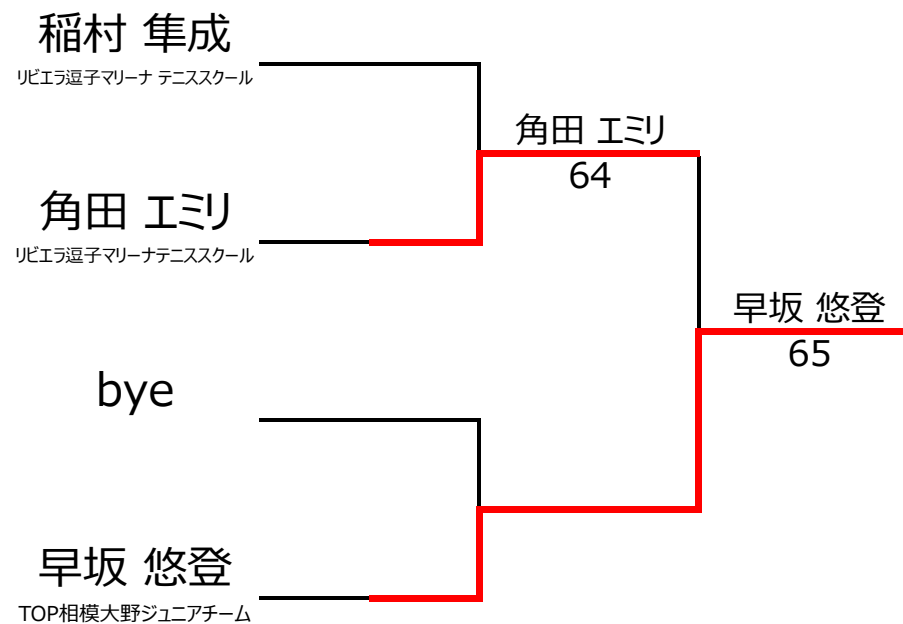 稲村 隼成
リビエラ逗子マリーナ テニススクール
角田 エミリ
64
角田 エミリ
リビエラ逗子マリーナテニススクール
早坂 悠登
65
bye
早坂 悠登
TOP相模大野ジュニアチーム